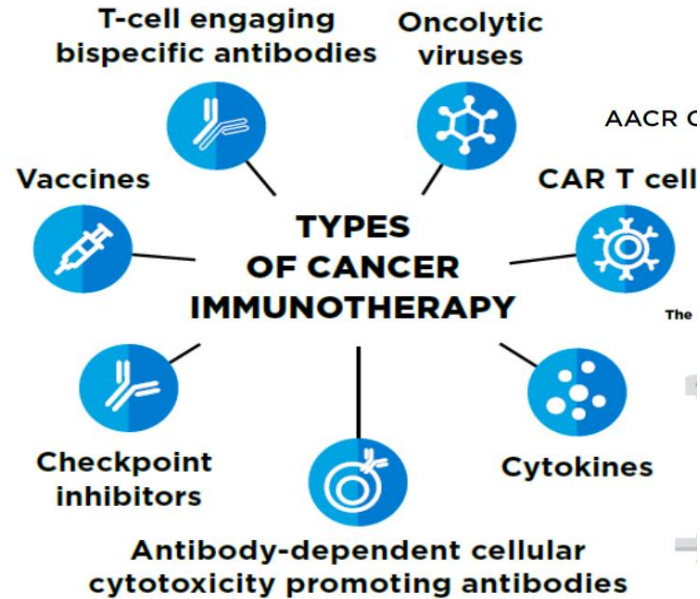 T-cell engaging
bispecific antibodies
Oncolytic
viruses
AACR
Vaccines
CAR T cell
TYPES
OF CANCER
IMMUNOTHERAPY
The
Checkpoint
inhibitors
Cytokines
Antibody-dependent cellular
cytotoxicity promoting antibodies